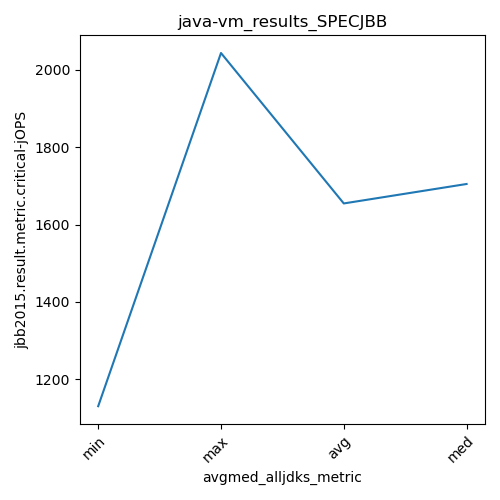 java-vm_results_SPECJBB
jbb2015.result.metric.critical-jOPS
2000
1800
1600
1400
1200
min
max
avg
med
avgmed_alljdks_metric